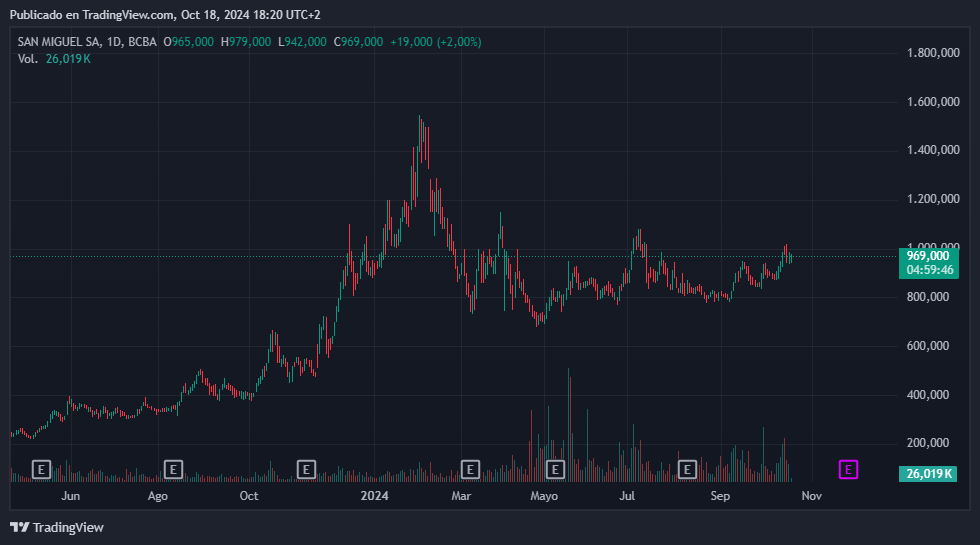 Publicado en TradingView.com, Oct 18, 2024 18:20 UTC+2
SAN MIGUEL SA, 1D, BCBA O965,000 H979,000 L942,000 C969,000 +19,000 (+2,00%)
Vol. 26,019K
1.800,000
1.600,000
1.400,000
1.200,000
1.000,000
969,000
04:59:46
800,000
600,000
400,000
200,000
26,019K
E E E E E E E
Jun Ago Oct 2024 Mar Mayo Jul Sep Nov
TradingView